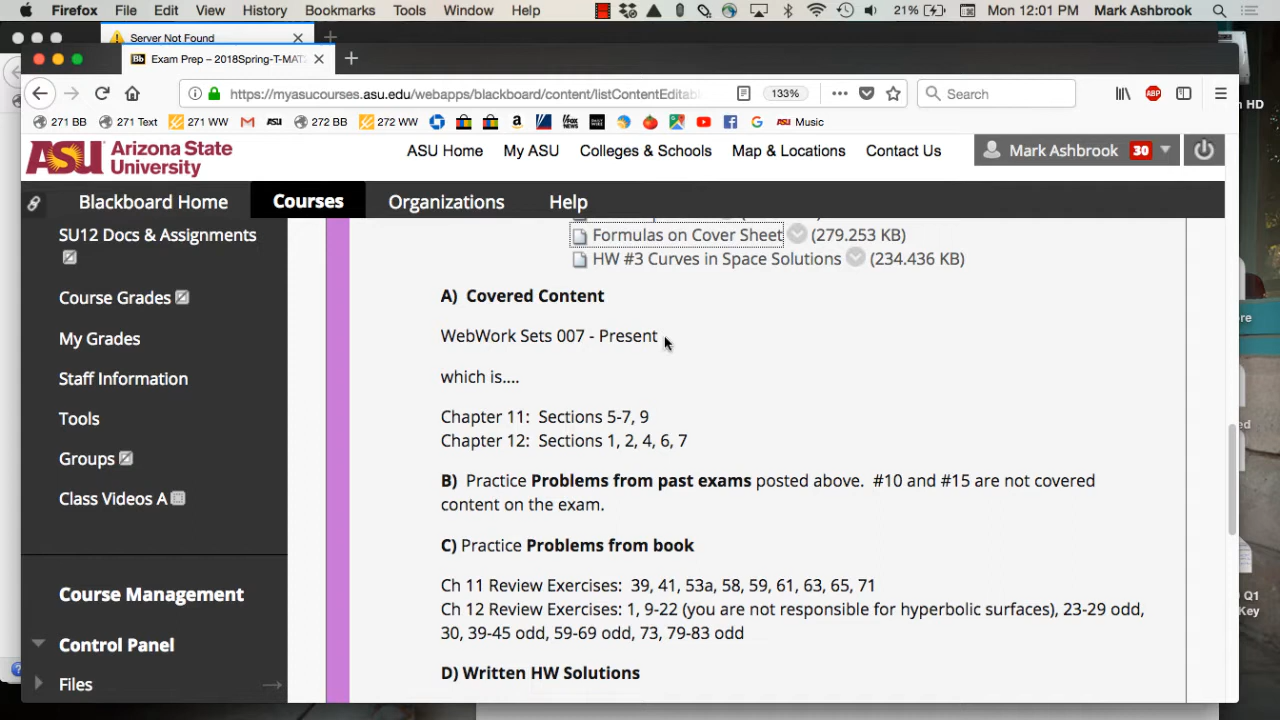 Firefox File Edit View History Bookmarks Tools Window Help 21% Mon 12:01 PM Mark Ashbrook
Server Not Found
Bb Exam Prep – 2018Spring-T-MAT
https://myasucourses.asu.edu/webapps/blackboard/content/listContentEditab 133% Search
271 BB 271 Text 271 WW ASU 272 BB 272 WW ASU Music
ASU Arizona State University
ASU Home My ASU Colleges & Schools Map & Locations Contact Us Mark Ashbrook 30
Blackboard Home Courses Organizations Help
SU12 Docs & Assignments
Course Grades
My Grades
Staff Information
Tools
Groups
Class Videos A
Course Management
Control Panel
Files
Formulas on Cover Sheet (279.253 KB)
HW #3 Curves in Space Solutions (234.436 KB)
A) Covered Content
WebWork Sets 007 - Present
which is....
Chapter 11: Sections 5-7, 9
Chapter 12: Sections 1, 2, 4, 6, 7
B) Practice Problems from past exams posted above. #10 and #15 are not covered
content on the exam.
C) Practice Problems from book
Ch 11 Review Exercises: 39, 41, 53a, 58, 59, 61, 63, 65, 71
Ch 12 Review Exercises: 1, 9-22 (you are not responsible for hyperbolic surfaces), 23-29 odd,
30, 39-45 odd, 59-69 odd, 73, 79-83 odd
D) Written HW Solutions
HD
Q1
Key